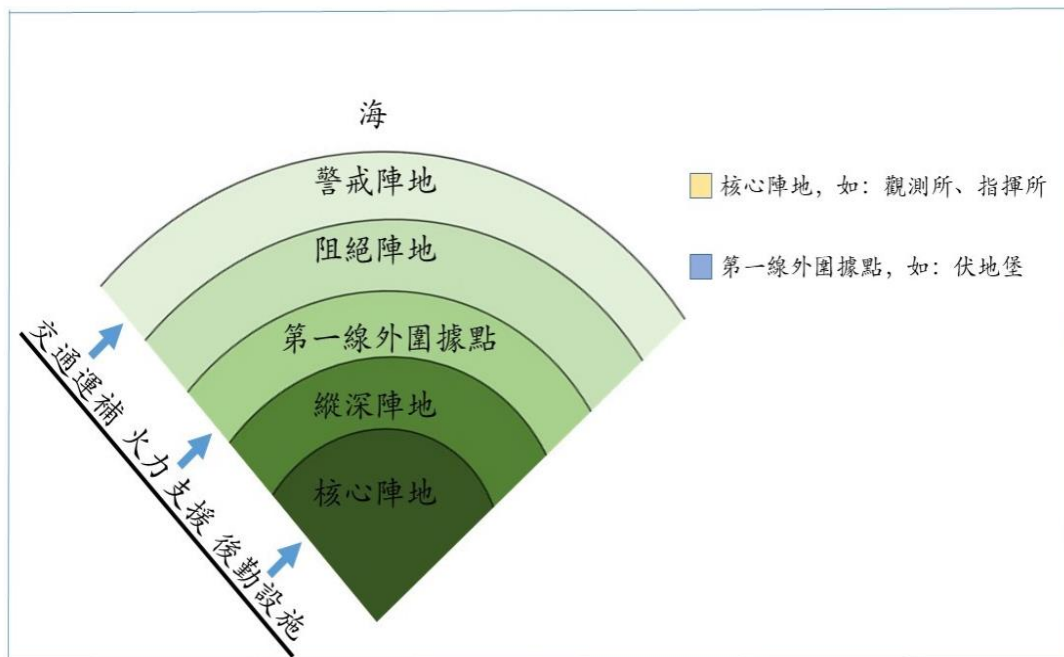 海
警戒陣地
阻絕陣地
第一線外圍據點
縱深陣地
核心陣地
交通運補 火力支援 後勤設施
核心陣地，如：觀測所、指揮所
第一線外圍據點，如：伏地堡